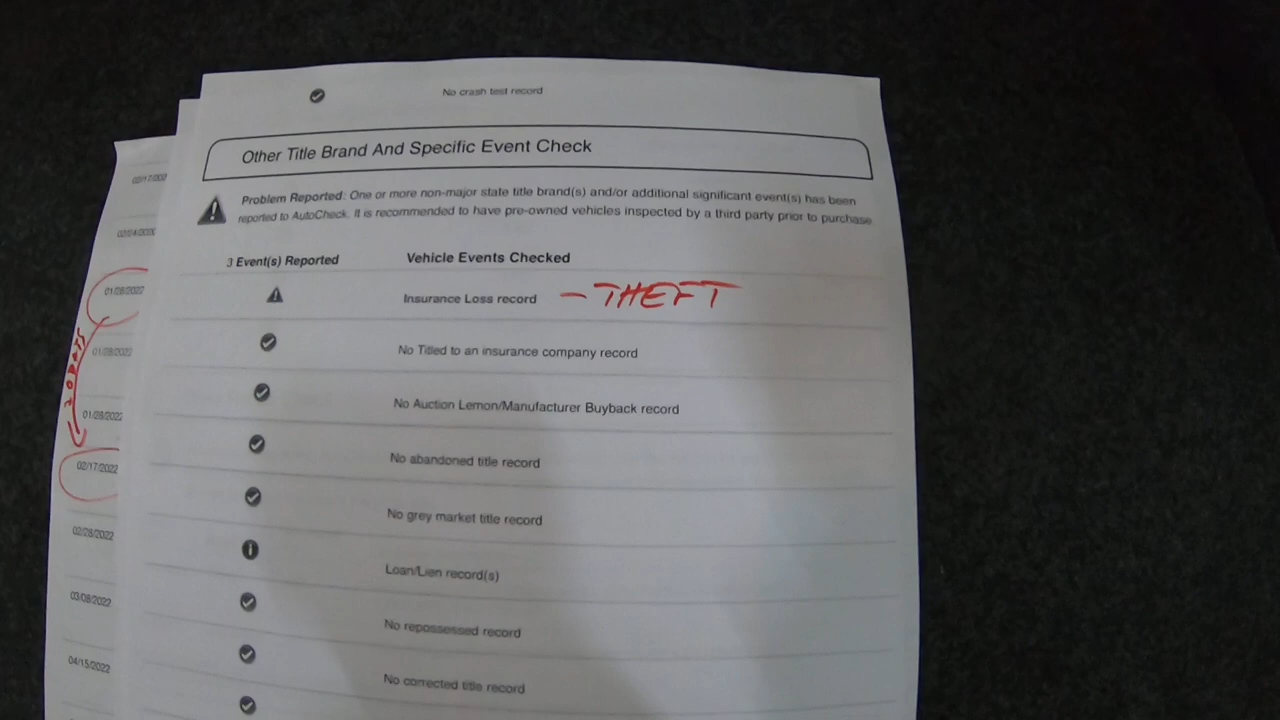 No crash test record
Other Title Brand And Specific Event Check
Problem Reported: One or more non-major state title brand(s) and/or additional significant event(s) has been
reported to AutoCheck. It is recommended to have pre-owned vehicles inspected by a third party prior to purchase
3 Event(s) Reported Vehicle Events Checked
Insurance Loss record - THEFT
No Titled to an insurance company record
No Auction Lemon/Manufacturer Buyback record
No abandoned title record
No grey market title record
Loan/Lien record(s)
No repossessed record
No corrected title record
01/28/2022
01/28/2022
01/28/2022
20 DAYS
02/17/2022
02/28/2022
03/08/2022
04/15/2022